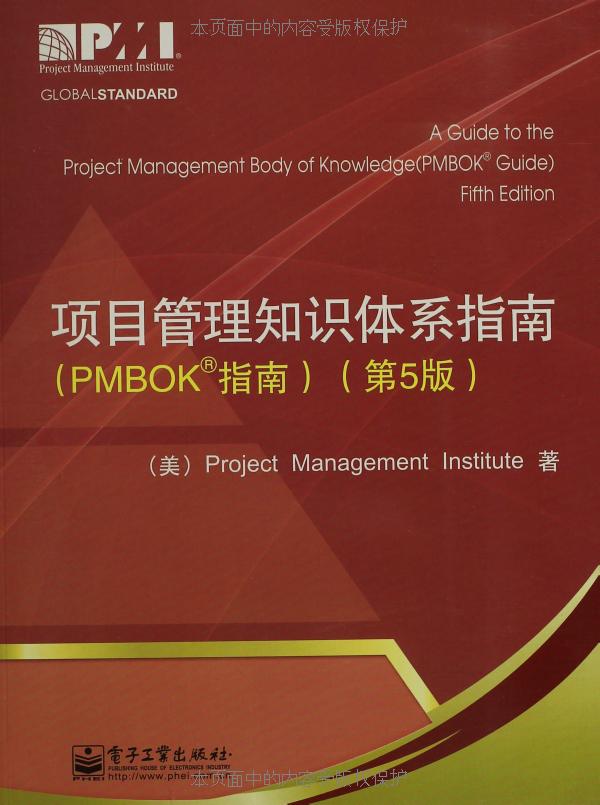 本页面中的内容受版权保护
PMI®
Project Management Institute
GLOBALSTANDARD
A Guide to the
Project Management Body of Knowledge(PMBOK® Guide)
Fifth Edition
项目管理知识体系指南
(PMBOK®指南)(第5版)
(美)Project Management Institute 著
電子工業出版社·
PUBLISHING HOUSE OF ELECTRONICS INDUSTRY
PHEI
http://www.phei.com.cn
本页面中的内容受版权保护